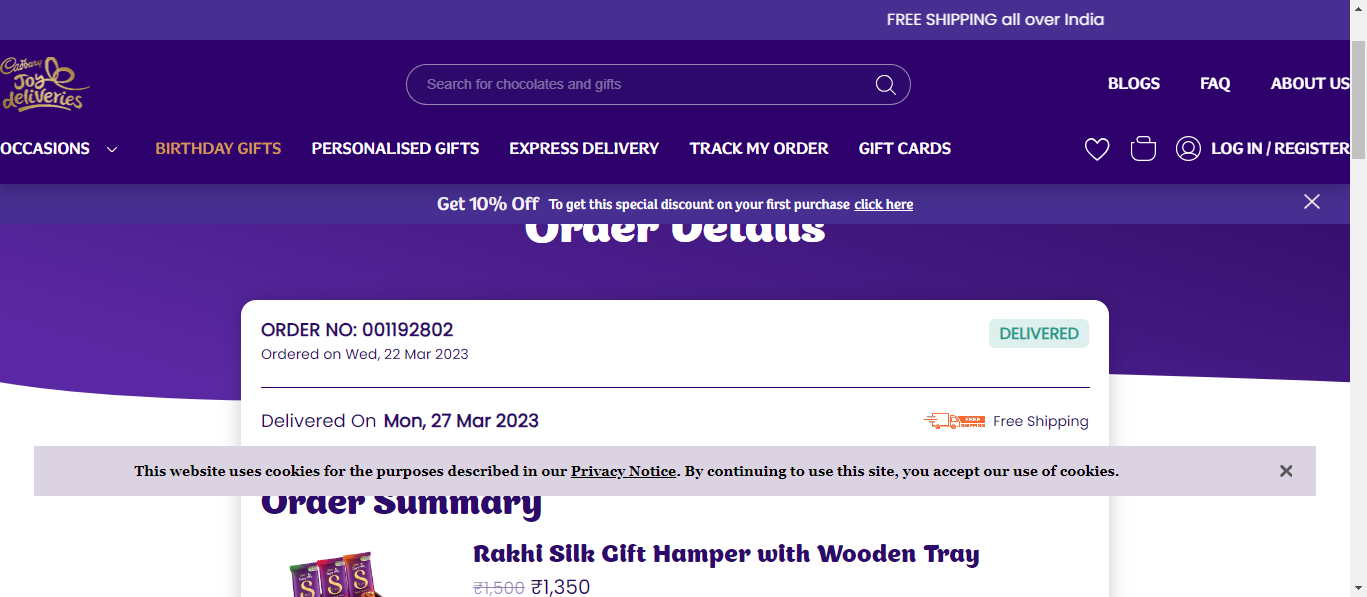 FREE SHIPPING all over India
Cadbury
Joy
deliveries
Search for chocolates and gifts
BLOGS FAQ ABOUT US
OCCASIONS BIRTHDAY GIFTS PERSONALISED GIFTS EXPRESS DELIVERY TRACK MY ORDER GIFT CARDS LOG IN / REGISTER
Get 10% Off To get this special discount on your first purchase click here
Order Details
ORDER NO: 001192802
DELIVERED
Ordered on Wed, 22 Mar 2023
Delivered On Mon, 27 Mar 2023
FREE
SHIPPING
Free Shipping
This website uses cookies for the purposes described in our Privacy Notice. By continuing to use this site, you accept our use of cookies.
Order Summary
Rakhi Silk Gift Hamper with Wooden Tray
₹1,500 ₹1,350